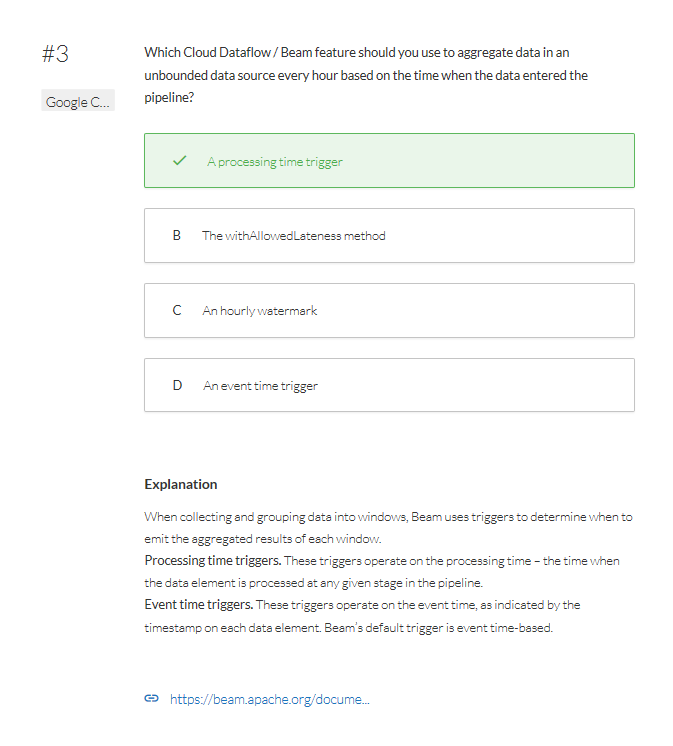 #3
Google C...
Which Cloud Dataflow / Beam feature should you use to aggregate data in an
unbounded data source every hour based on the time when the data entered the
pipeline?
A processing time trigger
B The withAllowedLateness method
C An hourly watermark
D An event time trigger
Explanation
When collecting and grouping data into windows, Beam uses triggers to determine when to
emit the aggregated results of each window.
Processing time triggers. These triggers operate on the processing time – the time when
the data element is processed at any given stage in the pipeline.
Event time triggers. These triggers operate on the event time, as indicated by the
timestamp on each data element. Beam's default trigger is event time-based.
https://beam.apache.org/docume...